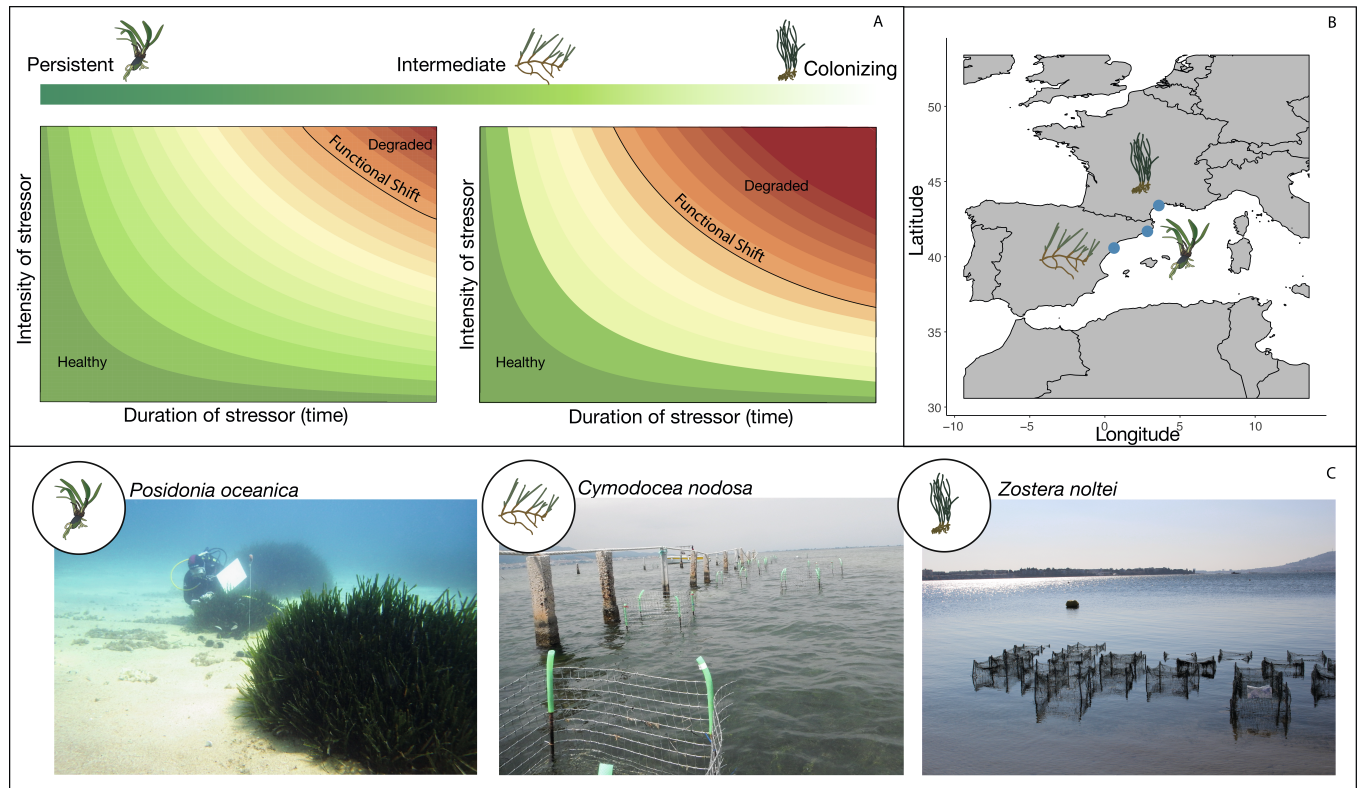 A
Persistent
Intermediate
Colonizing
Intensity of stressor
Healthy
Functional Shift
Degraded
Duration of stressor (time)
Intensity of stressor
Healthy
Functional Shift
Degraded
Duration of stressor (time)
B
Latitude
50
45
40
35
30
−10
−5
0
5
10
Longitude
C
Posidonia oceanica
Cymodocea nodosa
Zostera noltei